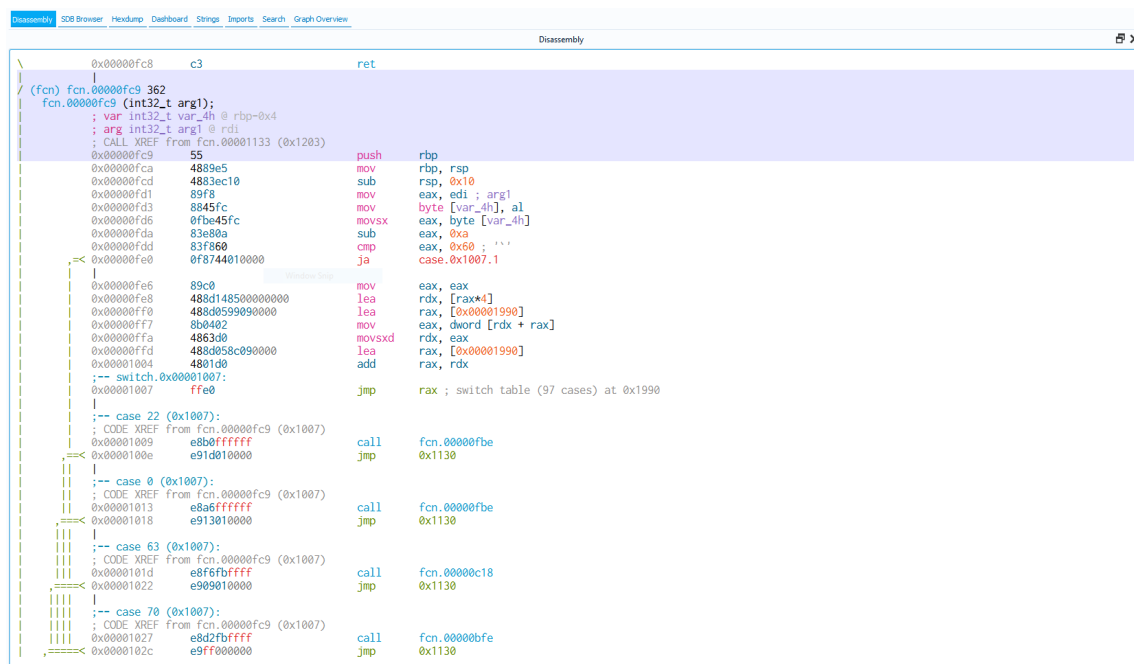 Disassembly SDB Browser Hexdump Dashboard Strings Imports Search Graph Overview
Disassembly
\ 0x00000fc8 c3 ret
| |
/ (fcn) fcn.00000fc9 362
| fcn.00000fc9 (int32_t arg1);
| ; var int32_t var_4h @ rbp-0x4
| ; arg int32_t arg1 @ rdi
| ; CALL XREF from fcn.00001133 (0x1203)
| 0x00000fc9 55 push rbp
| 0x00000fca 4889e5 mov rbp, rsp
| 0x00000fcd 4883ec10 sub rsp, 0x10
| 0x00000fd1 89f8 mov eax, edi ; arg1
| 0x00000fd3 8845fc mov byte [var_4h], al
| 0x00000fd6 0fbe45fc movsx eax, byte [var_4h]
| 0x00000fda 83e80a sub eax, 0xa
| 0x00000fdd 83f860 cmp eax, 0x60 ; '`'
| ,=< 0x00000fe0 0f8744010000 ja case.0x1007.1
| | |
| | 0x00000fe6 89c0 mov eax, eax
| | 0x00000fe8 488d148500000000 lea rdx, [rax*4]
| | 0x00000ff0 488d0599090000 lea rax, [0x00001990]
| | 0x00000ff7 8b0402 mov eax, dword [rdx + rax]
| | 0x00000ffa 4863d0 movsxd rdx, eax
| | 0x00000ffd 488d058c090000 lea rax, [0x00001990]
| | 0x00001004 4801d0 add rax, rdx
| | ;-- switch.0x00001007:
| | 0x00001007 ffe0 jmp rax ; switch table (97 cases) at 0x1990
| | |
| | ;-- case 22 (0x1007):
| | ; CODE XREF from fcn.00000fc9 (0x1007)
| | 0x00001009 e8b0ffffff call fcn.00000fbe
| ,==< 0x0000100e e91d010000 jmp 0x1130
| || |
| || ;-- case 0 (0x1007):
| || ; CODE XREF from fcn.00000fc9 (0x1007)
| || 0x00001013 e8a6ffffff call fcn.00000fbe
| ,===< 0x00001018 e913010000 jmp 0x1130
| ||| |
| ||| ;-- case 63 (0x1007):
| ||| ; CODE XREF from fcn.00000fc9 (0x1007)
| ||| 0x0000101d e8f6fbffff call fcn.00000c18
| ,====< 0x00001022 e909010000 jmp 0x1130
| |||| |
| |||| ;-- case 70 (0x1007):
| |||| ; CODE XREF from fcn.00000fc9 (0x1007)
| |||| 0x00001027 e8d2fbffff call fcn.00000bfe
| ,=====< 0x0000102c e9ff000000 jmp 0x1130